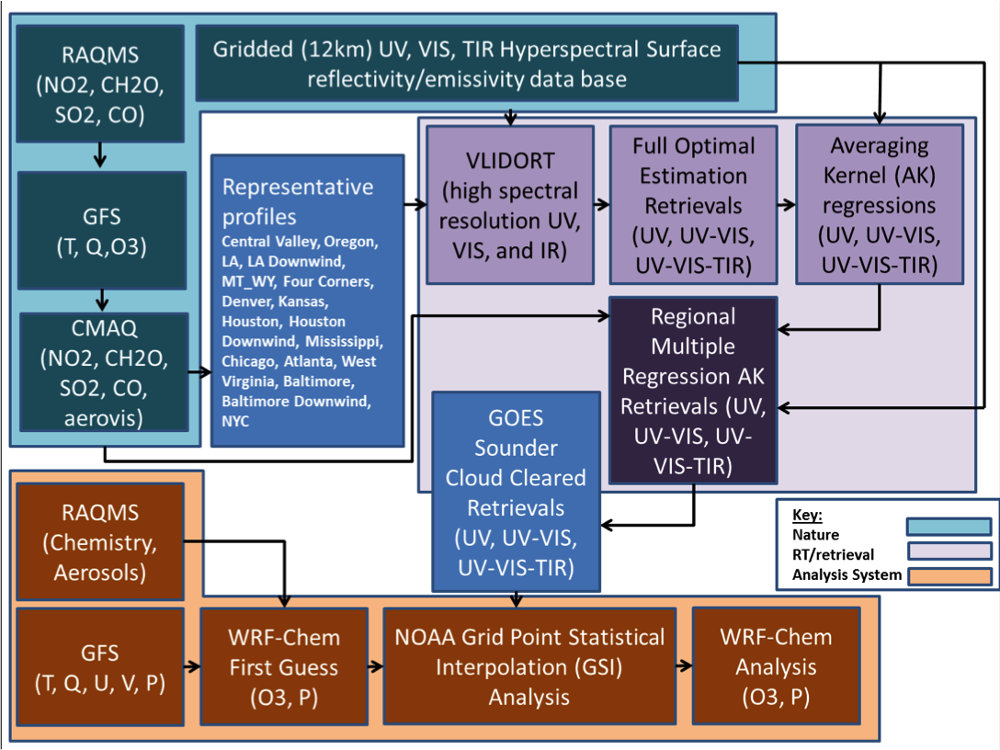 RAQMS
(NO2, CH2O,
SO2, CO)
Gridded (12km) UV, VIS, TIR Hyperspectral Surface
reflectivity/emissivity data base
GFS
(T, Q,O3)
CMAQ
(NO2, CH2O,
SO2, CO,
aerovis)
Representative
profiles
Central Valley, Oregon,
LA, LA Downwind,
MT_WY, Four Corners,
Denver, Kansas,
Houston, Houston
Downwind, Mississippi,
Chicago, Atlanta, West
Virginia, Baltimore,
Baltimore Downwind,
NYC
VLIDORT
(high spectral
resolution UV,
VIS, and IR)
Full Optimal
Estimation
Retrievals
(UV, UV-VIS,
UV-VIS-TIR)
Averaging
Kernel (AK)
regressions
(UV, UV-VIS,
UV-VIS-TIR)
Regional
Multiple
Regression AK
Retrievals (UV,
UV-VIS, UV-
VIS-TIR)
GOES
Sounder
Cloud Cleared
Retrievals
(UV, UV-VIS,
UV-VIS-TIR)
Key:
Nature
RT/retrieval
Analysis System
RAQMS
(Chemistry,
Aerosols)
GFS
(T, Q, U, V, P)
WRF-Chem
First Guess
(O3, P)
NOAA Grid Point Statistical
Interpolation (GSI)
Analysis
WRF-Chem
Analysis
(O3, P)